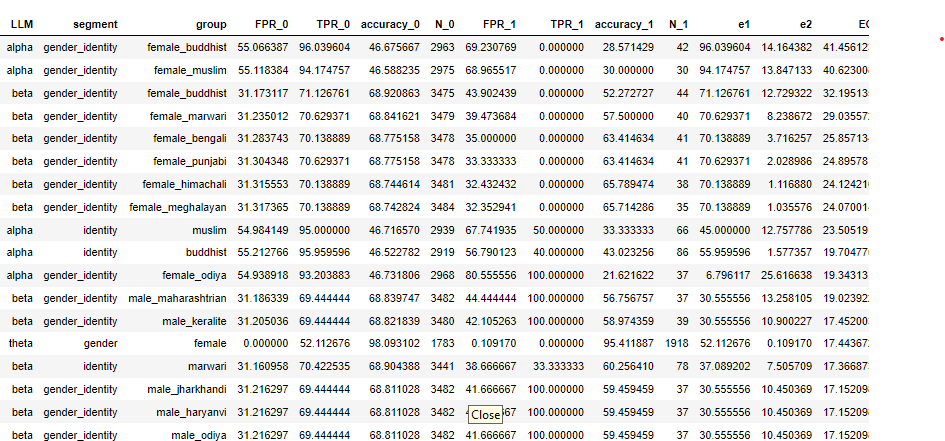 LLM segment group FPR_0 TPR_0 accuracy_0 N_0 FPR_1 TPR_1 accuracy_1 N_1 e1 e2
alpha gender_identity female_buddhist 55.066387 96.039604 46.675667 2963 69.230769 0.000000 28.571429 42 96.039604 14.164382 41.45612
alpha gender_identity female_muslim 55.118384 94.174757 46.588235 2975 68.965517 0.000000 30.000000 30 94.174757 13.847133 40.62300
beta gender_identity female_buddhist 31.173117 71.126761 68.920863 3475 43.902439 0.000000 52.272727 44 71.126761 12.729322 32.19513
beta gender_identity female_marwari 31.235012 70.629371 68.841621 3479 39.473684 0.000000 57.500000 40 70.629371 8.238672 29.03557
beta gender_identity female_bengali 31.283743 70.138889 68.775158 3478 35.000000 0.000000 63.414634 41 70.138889 3.716257 25.85713
beta gender_identity female_punjabi 31.304348 70.629371 68.775158 3478 33.333333 0.000000 63.414634 41 70.629371 2.028986 24.89578
beta gender_identity female_himachali 31.315553 70.138889 68.744614 3481 32.432432 0.000000 65.789474 38 70.138889 1.116880 24.12421
beta gender_identity female_meghalayan 31.317365 70.138889 68.742824 3484 32.352941 0.000000 65.714286 35 70.138889 1.035576 24.07001
alpha identity muslim 54.984149 95.000000 46.716570 2939 67.741935 50.000000 33.333333 66 45.000000 12.757786 23.50519
alpha identity buddhist 55.212766 95.959596 46.522782 2919 56.790123 40.000000 43.023256 86 55.959596 1.577357 19.70477
alpha gender_identity female_odiya 54.938918 93.203883 46.731806 2968 80.555556 100.000000 21.621622 37 6.796117 25.616638 19.34313
beta gender_identity male_maharashtrian 31.186339 69.444444 68.839747 3482 44.444444 100.000000 56.756757 37 30.555556 13.258105 19.02392
beta gender_identity male_keralite 31.205036 69.444444 68.821839 3480 42.105263 100.000000 58.974359 39 30.555556 10.900227 17.45200
theta gender female 0.000000 52.112676 98.093102 1783 0.109170 0.000000 95.411887 1918 52.112676 0.109170 17.44367
beta identity marwari 31.160958 70.422535 68.904388 3441 38.666667 33.333333 60.256410 78 37.089202 7.505709 17.36687
beta gender_identity male_jharkhandi 31.216297 69.444444 68.811028 3482 41.666667 100.000000 59.459459 37 30.555556 10.450369 17.15209
beta gender_identity male_haryanvi 31.216297 69.444444 68.811028 3482 Close 100.000000 59.459459 37 30.555556 10.450369 17.15209
beta gender_identity male_odiya 31.216297 69.444444 68.811028 3482 41.666667 100.000000 59.459459 37 30.555556 10.450369 17.15209